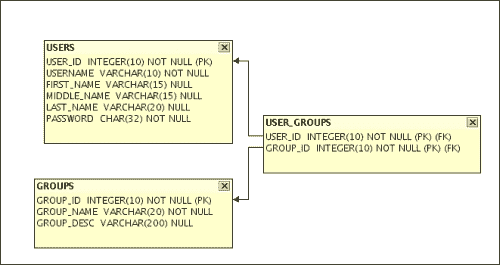 USERS
USER_ID INTEGER(10) NOT NULL (PK)
USERNAME VARCHAR(10) NOT NULL
FIRST_NAME VARCHAR(15) NULL
MIDDLE_NAME VARCHAR(15) NULL
LAST_NAME VARCHAR(20) NULL
PASSWORD CHAR(32) NOT NULL
USER_GROUPS
USER_ID INTEGER(10) NOT NULL (PK) (FK)
GROUP_ID INTEGER(10) NOT NULL (PK) (FK)
GROUPS
GROUP_ID INTEGER(10) NOT NULL (PK)
GROUP_NAME VARCHAR(20) NOT NULL
GROUP_DESC VARCHAR(200) NULL